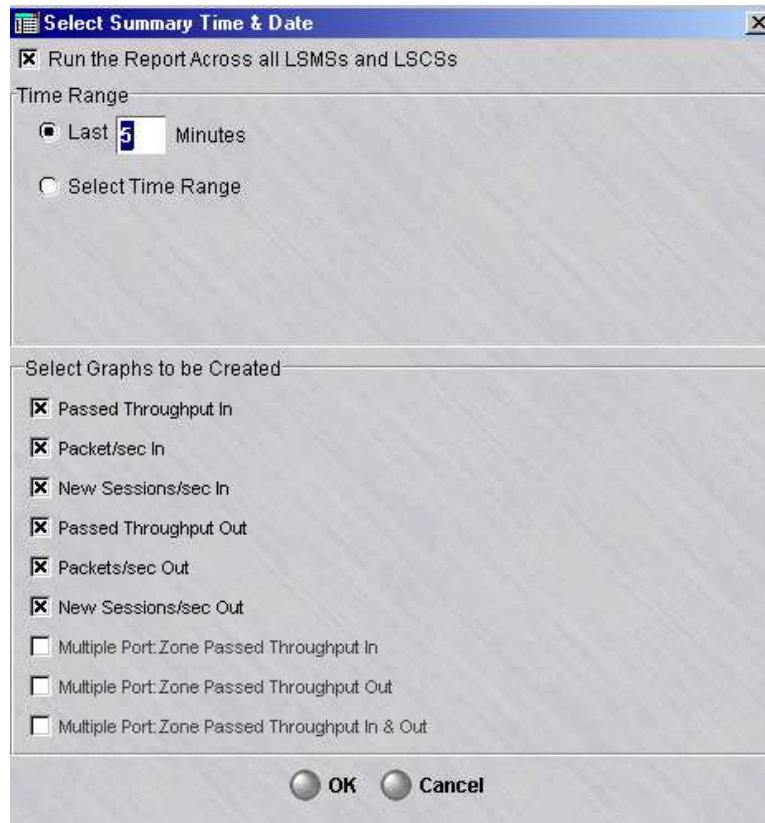 Select Summary Time & Date
Run the Report Across all LSMSs and LSCSs
Time Range
Last 5 Minutes
Select Time Range
Select Graphs to be Created
Passed Throughput In
Packet/sec In
New Sessions/sec In
Passed Throughput Out
Packets/sec Out
New Sessions/sec Out
Multiple Port:Zone Passed Throughput In
Multiple Port:Zone Passed Throughput Out
Multiple Port:Zone Passed Throughput In & Out
OK Cancel